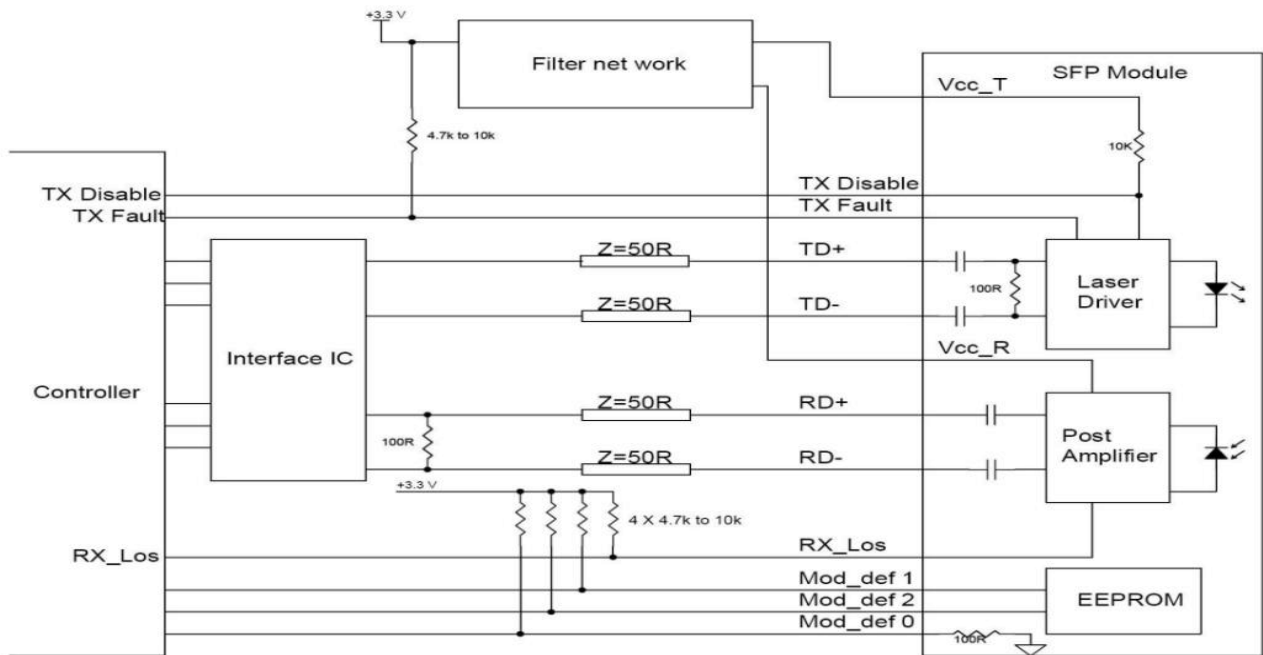 +3.3 V
Filter net work
SFP Module
Vcc_T
4.7k to 10k
10K
TX Disable
TX Disable
TX Fault
TX Fault
Z=50R
TD+
100R
Laser
Driver
Z=50R
TD-
Interface IC
Vcc_R
Controller
Z=50R
RD+
100R
Post
Amplifier
Z=50R
RD-
+3.3 V
4 X 4.7k to 10k
RX_Los
RX_Los
Mod_def 1
EEPROM
Mod_def 2
Mod_def 0
100R